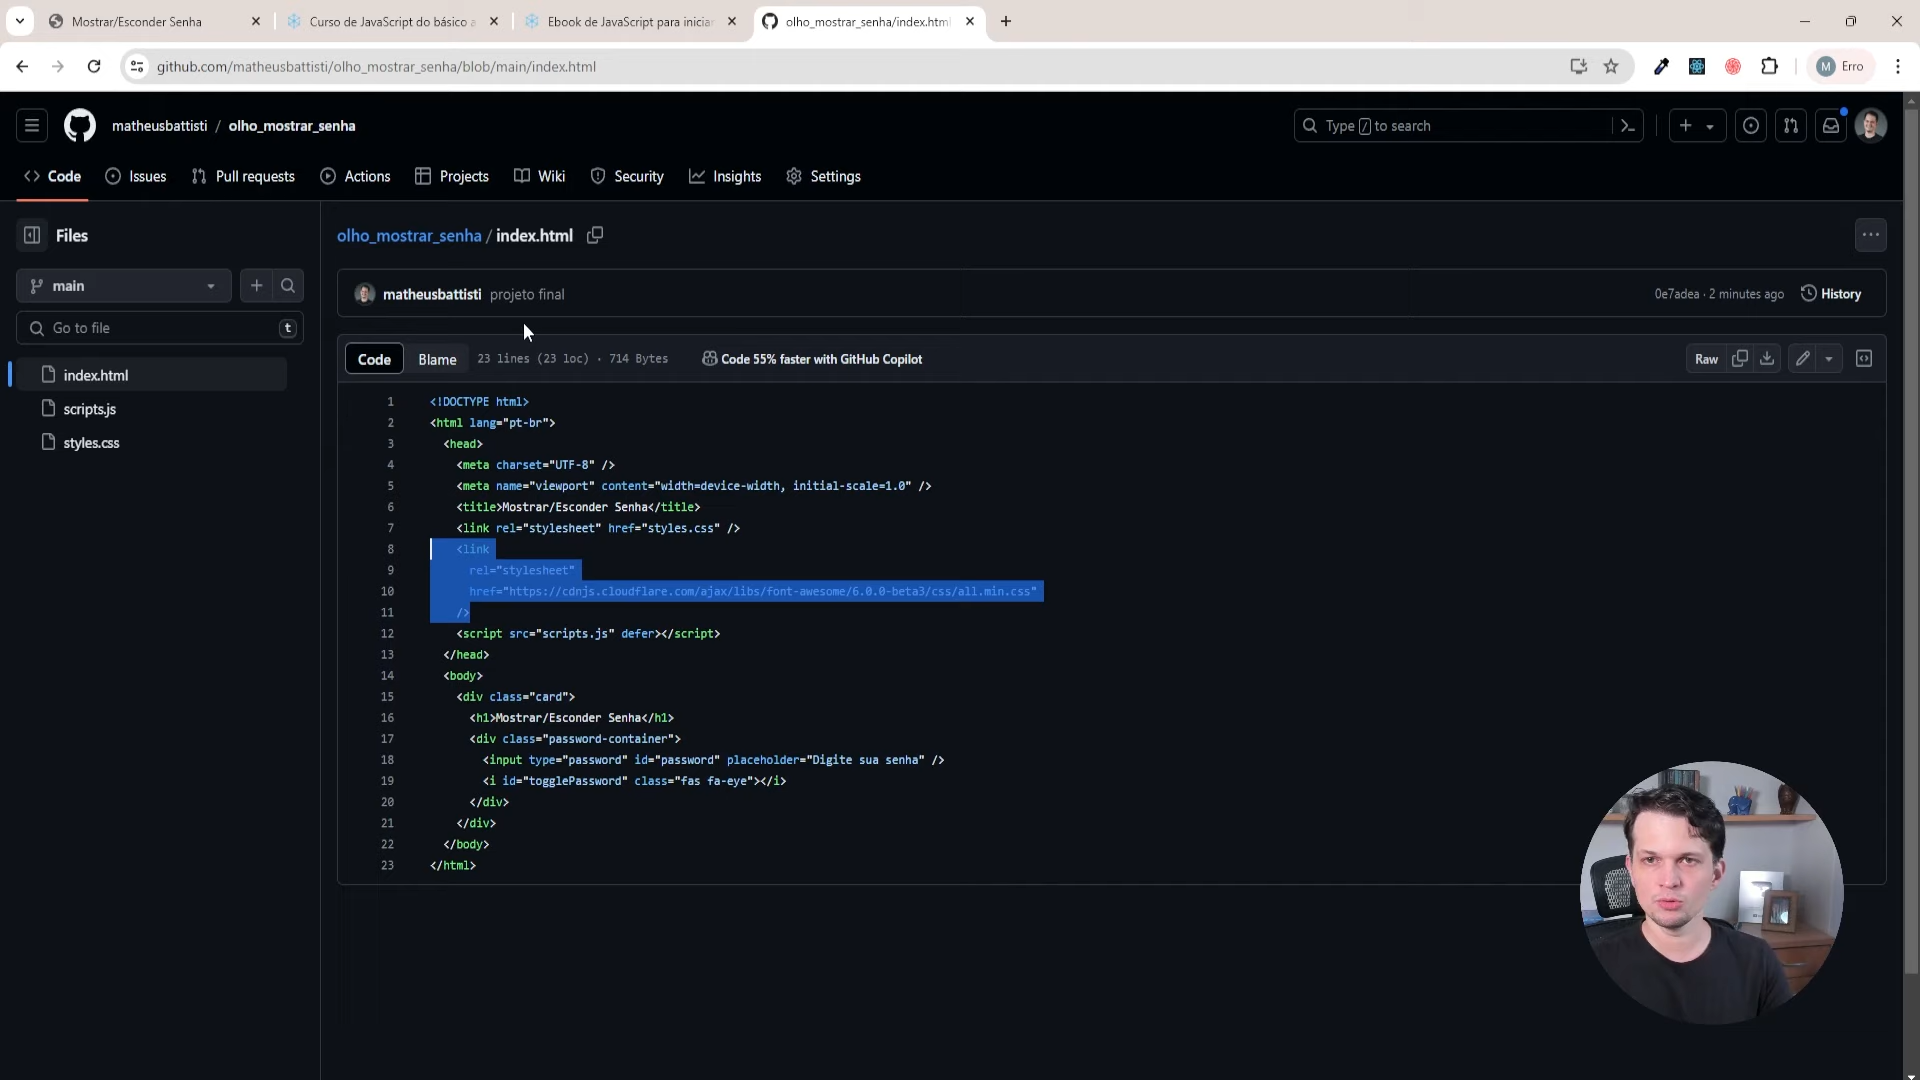 Mostrar/Esconder Senha
Curso de JavaScript do básico a
Ebook de JavaScript para iniciar
olho_mostrar_senha/index.html
github.com/matheusbattisti/olho_mostrar_senha/blob/main/index.html
M Erro
matheusbattisti / olho_mostrar_senha
Type / to search
Code
Issues
Pull requests
Actions
Projects
Wiki
Security
Insights
Settings
Files
olho_mostrar_senha / index.html
main
matheusbattisti projeto final
0e7adea · 2 minutes ago
History
Go to file
t
Code
Blame
23 lines (23 loc) · 714 Bytes
Code 55% faster with GitHub Copilot
Raw
index.html
scripts.js
styles.css
1 <!DOCTYPE html>
2 <html lang="pt-br">
3 <head>
4 <meta charset="UTF-8" />
5 <meta name="viewport" content="width=device-width, initial-scale=1.0" />
6 <title>Mostrar/Esconder Senha</title>
7 <link rel="stylesheet" href="styles.css" />
8 <link
9 rel="stylesheet"
10 href="https://cdnjs.cloudflare.com/ajax/libs/font-awesome/6.0.0-beta3/css/all.min.css"
11 />
12 <script src="scripts.js" defer></script>
13 </head>
14 <body>
15 <div class="card">
16 <h1>Mostrar/Esconder Senha</h1>
17 <div class="password-container">
18 <input type="password" id="password" placeholder="Digite sua senha" />
19 <i id="togglePassword" class="fas fa-eye"></i>
20 </div>
21 </div>
22 </body>
23 </html>